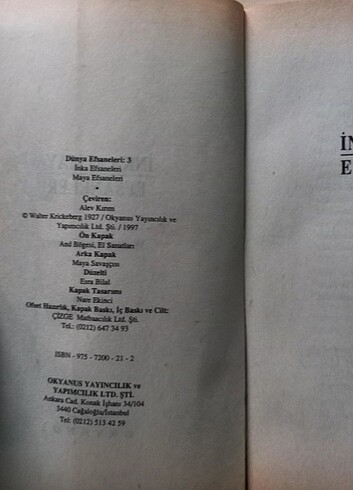 Dünya Efsaneleri: 3
İnka Efsaneleri
Maya Efsaneleri
•
Çeviren:
Alev Kırım
© Walter Krickeberg 1927 / Okyanus Yayıncılık ve
Yapımcılık Ltd. Şti. / 1997
Ön Kapak
And Bölgesi, El Sanatları
Arka Kapak
Maya Savaşçısı
Düzelti
Esra Bilal
Kapak Tasarımı
Nare Ekinci
Ofset Hazırlık, Kapak Baskı, İç Baskı ve Cilt:
ÇİZGE Matbaacılık Ltd. Şti.
Tel.: (0212) 647 34 93
ISBN - 975 - 7200 - 21 - 2
OKYANUS YAYINCILIK ve
YAPIMCILIK LTD. ŞTİ.
Ankara Cad. Konak İşhanı 34/104
3440 Cağaloğlu/İstanbul
Tel: (0212) 513 42 59
İN
E